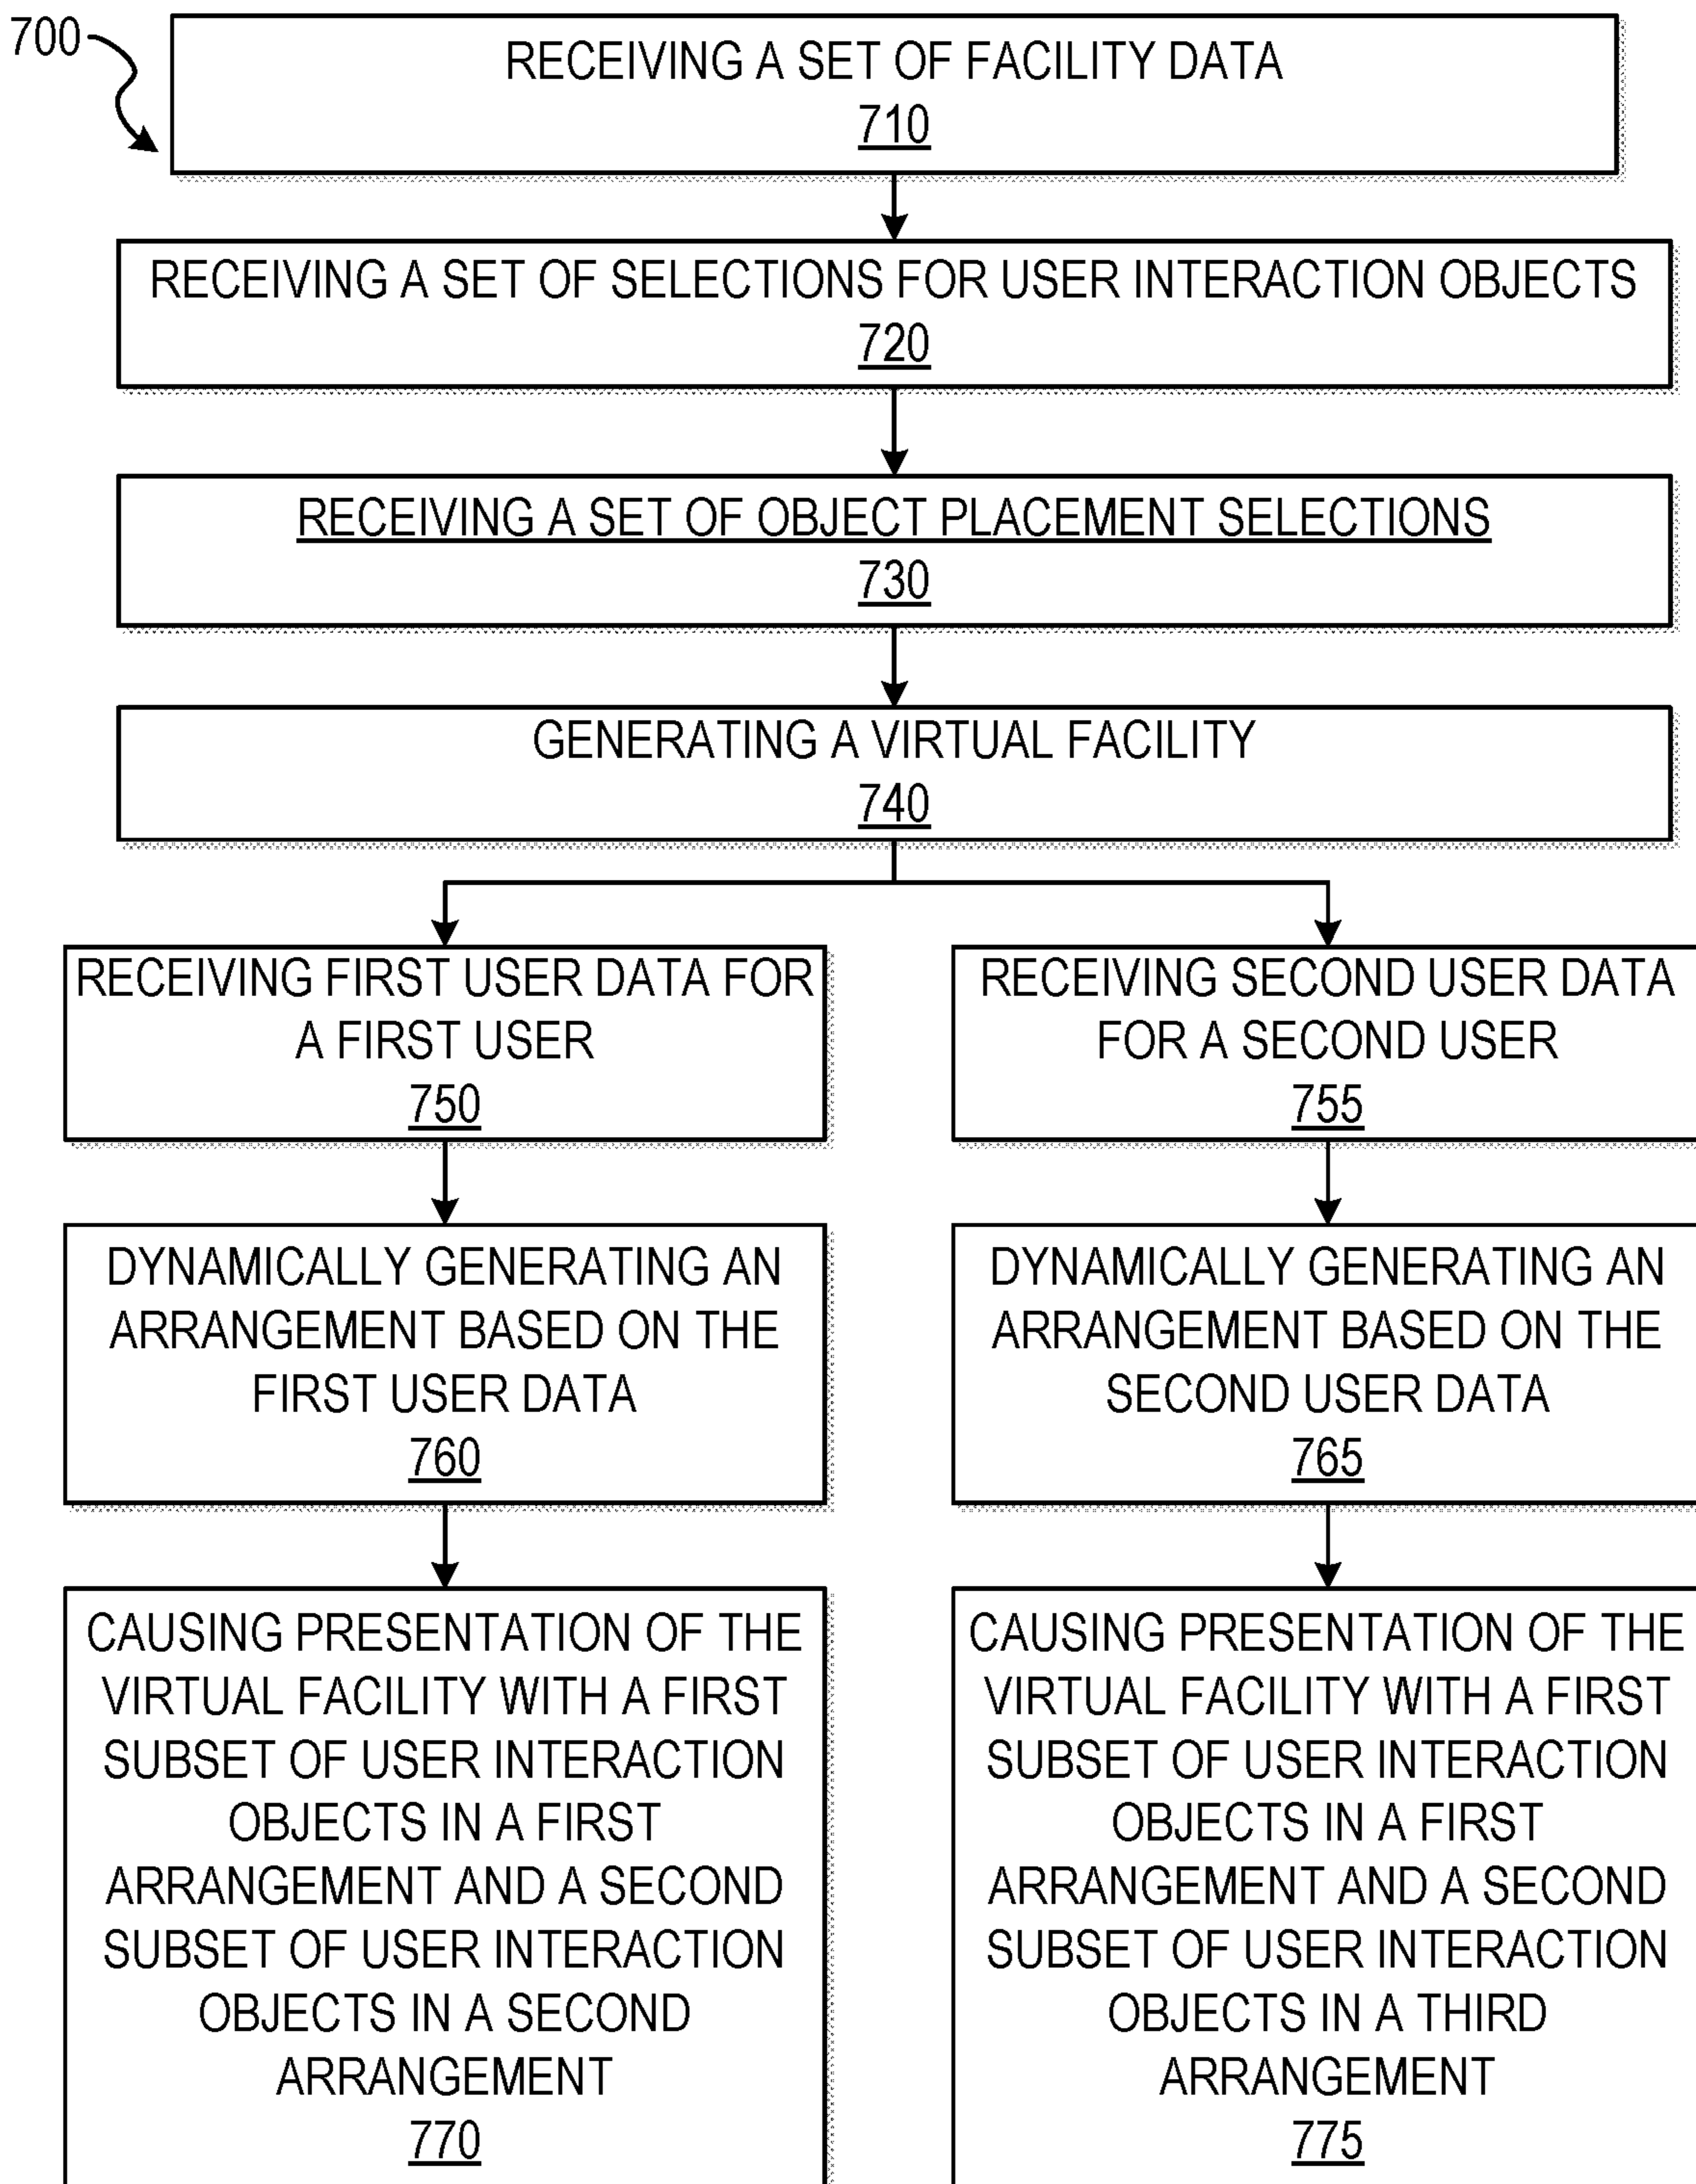 700
RECEIVING A SET OF FACILITY DATA
710
RECEIVING A SET OF SELECTIONS FOR USER INTERACTION OBJECTS
720
RECEIVING A SET OF OBJECT PLACEMENT SELECTIONS
730
GENERATING A VIRTUAL FACILITY
740
RECEIVING FIRST USER DATA FOR
A FIRST USER
750
RECEIVING SECOND USER DATA
FOR A SECOND USER
755
DYNAMICALLY GENERATING AN
ARRANGEMENT BASED ON THE
FIRST USER DATA
760
DYNAMICALLY GENERATING AN
ARRANGEMENT BASED ON THE
SECOND USER DATA
765
CAUSING PRESENTATION OF THE
VIRTUAL FACILITY WITH A FIRST
SUBSET OF USER INTERACTION
OBJECTS IN A FIRST
ARRANGEMENT AND A SECOND
SUBSET OF USER INTERACTION
OBJECTS IN A SECOND
ARRANGEMENT
770
CAUSING PRESENTATION OF THE
VIRTUAL FACILITY WITH A FIRST
SUBSET OF USER INTERACTION
OBJECTS IN A FIRST
ARRANGEMENT AND A SECOND
SUBSET OF USER INTERACTION
OBJECTS IN A THIRD
ARRANGEMENT
775